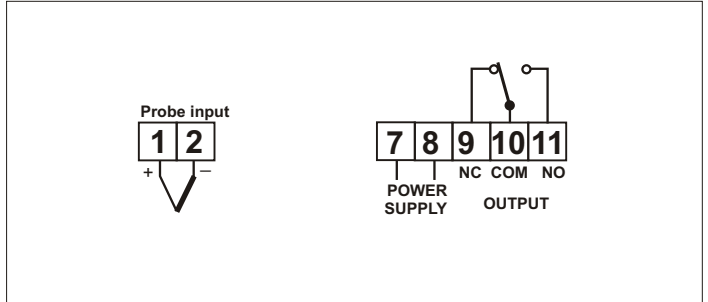 Probe input
1 2
+ −
7 8 9 10 11
NC COM NO
POWER
SUPPLY
OUTPUT